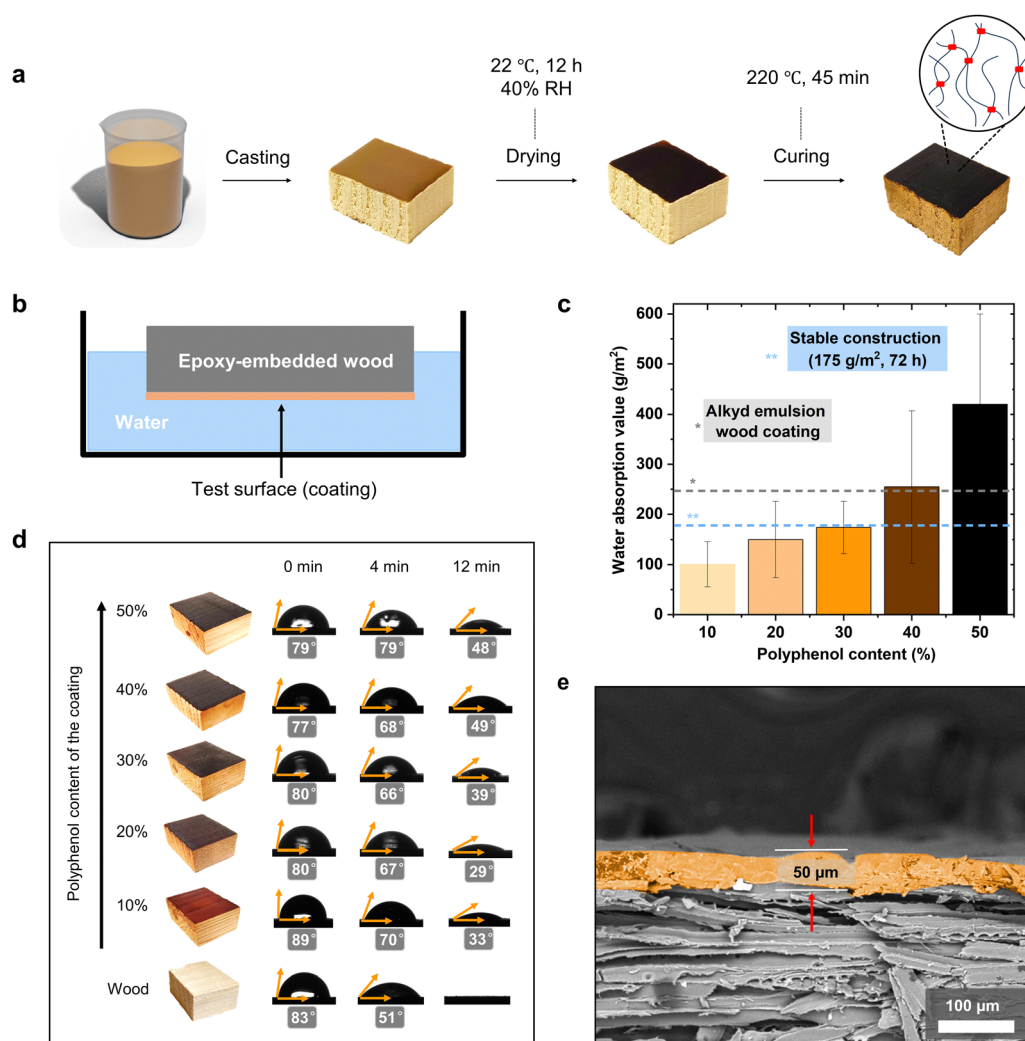 a
22 ℃, 12 h
40% RH
220 ℃, 45 min
Casting
Drying
Curing
b
Epoxy-embedded wood
Water
Test surface (coating)
c
Water absorption value (g/m²)
600
500
400
300
200
100
0
** Stable construction
(175 g/m², 72 h)
* Alkyd emulsion
wood coating
*
**
10 20 30 40 50
Polyphenol content (%)
d
0 min 4 min 12 min
Polyphenol content of the coating
50%
79° 79° 48°
40%
77° 68° 49°
30%
80° 66° 39°
20%
80° 67° 29°
10%
89° 70° 33°
Wood
83° 51°
e
50 µm
100 µm